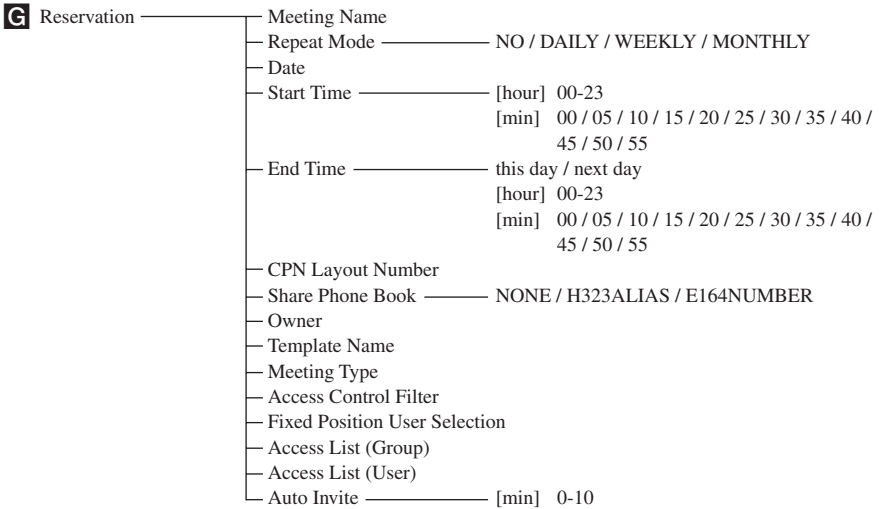 G Reservation Meeting Name
Repeat Mode NO / DAILY / WEEKLY / MONTHLY
Date
Start Time [hour] 00-23
[min] 00 / 05 / 10 / 15 / 20 / 25 / 30 / 35 / 40 /
45 / 50 / 55
End Time this day / next day
[hour] 00-23
[min] 00 / 05 / 10 / 15 / 20 / 25 / 30 / 35 / 40 /
45 / 50 / 55
CPN Layout Number
Share Phone Book NONE / H323ALIAS / E164NUMBER
Owner
Template Name
Meeting Type
Access Control Filter
Fixed Position User Selection
Access List (Group)
Access List (User)
Auto Invite [min] 0-10